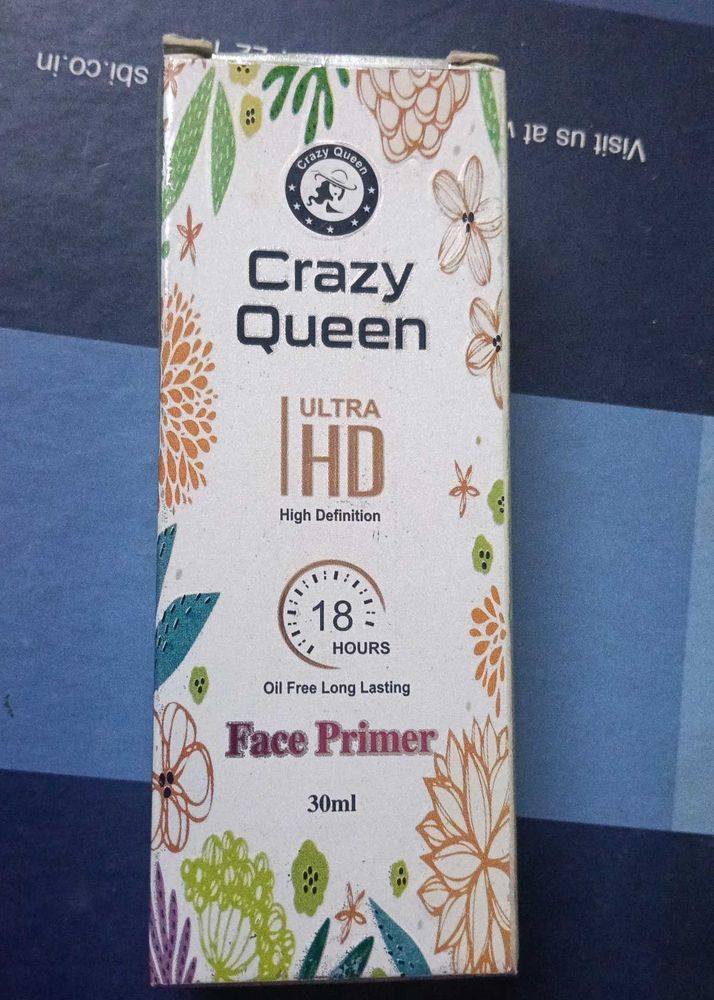 sbi.co.in
Visit us at
Crazy Queen
Crazy
Queen
ULTRA
HD
High Definition
18
HOURS
Oil Free Long Lasting
Face Primer
30ml